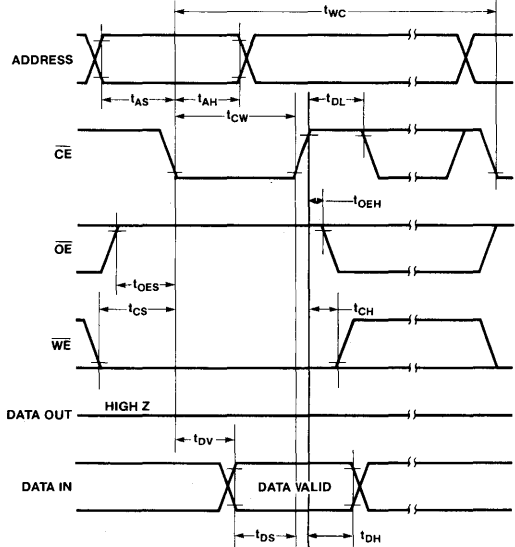 tWC
ADDRESS
tAS
tAH
tDL
tCW
CE
tOEH
OE
tOES
tCS
tCH
WE
HIGH Z
DATA OUT
tDV
DATA IN
DATA VALID
tDS
tDH